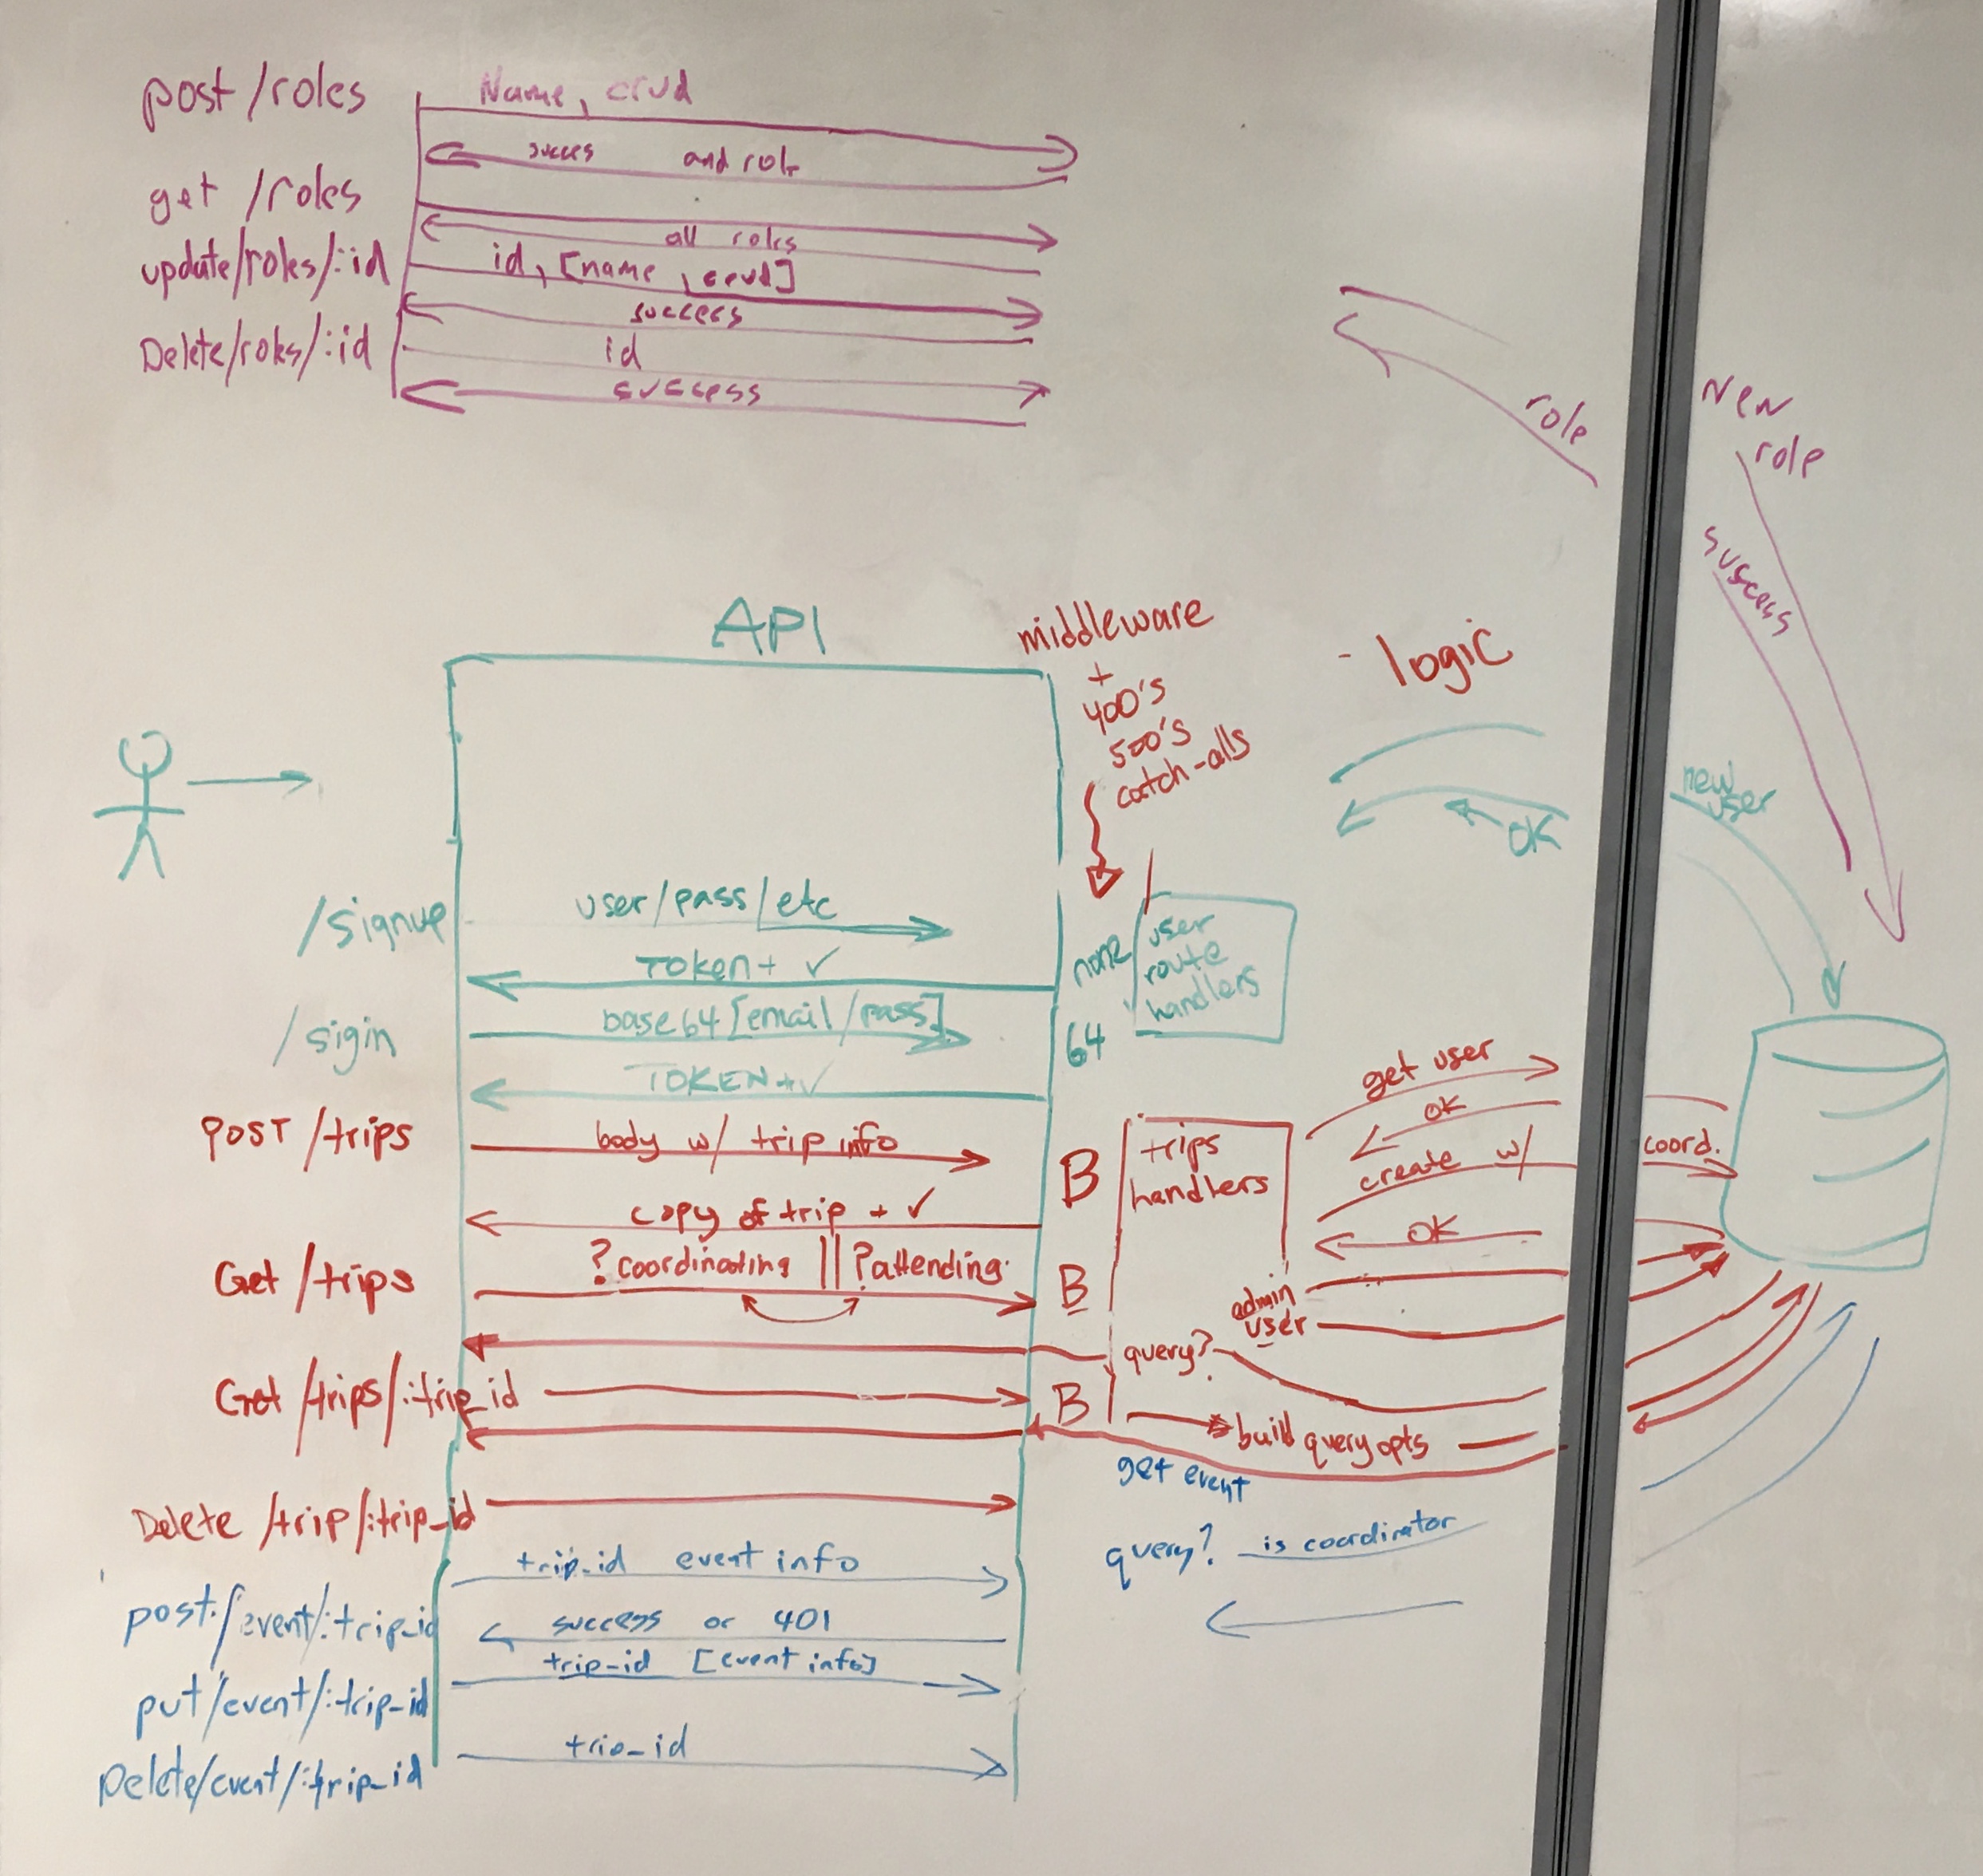 post/roles
Name, crud
succes and role
get /roles
all roles
update/roles/:id
id, [name, crud]
success
Delete/roles/:id
id
success
role
New
role
success
API
middleware
+
400's
500's
catch-alls
- logic
new
user
OK
/signup
user/pass/etc
none
user
route
handlers
TOKen + ✓
/sigin
base64[email/pass]
64
TOKEN + ✓
POST /trips
body w/ trip info
B
trips
handlers
get user
OK
create w/ coord.
copy of trip + ✓
OK
Get /trips
?coordinating || ?attending
B
admin
user
query?
Get /trips/:trip_id
B
build query opts
get event
Delete /trip/:trip_id
query? is coordinator
trip_id event info
post/event/:trip_id
success or 401
trip_id [event info]
put/event/:trip_id
trip_id
Delete/event/:trip_id